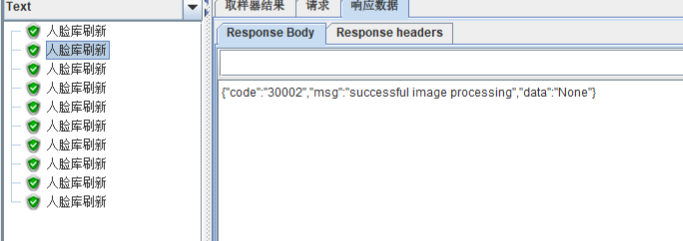 Text
取样器结果 请求 响应数据
Response Body Response headers
{"code":"30002","msg":"successful image processing","data":"None"}
人脸库刷新
人脸库刷新
人脸库刷新
人脸库刷新
人脸库刷新
人脸库刷新
人脸库刷新
人脸库刷新
人脸库刷新
人脸库刷新